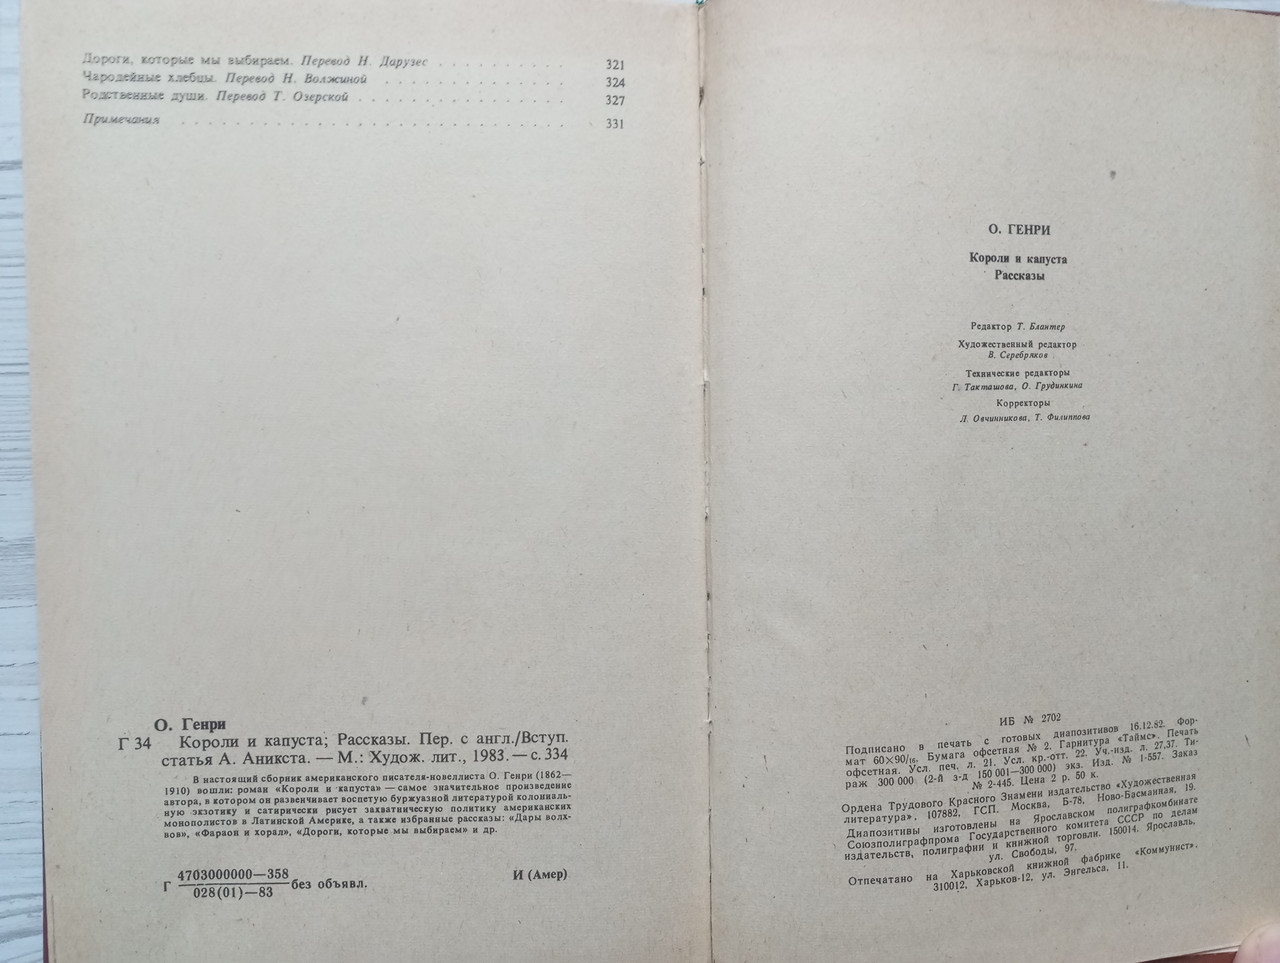 Дороги, которые мы выбираем. Перевод Н. Дарузес . . . . . . . . . . 321
Чародейные хлебцы. Перевод Н. Волжиной . . . . . . . . . . . . . 324
Родственные души. Перевод Т. Озерской . . . . . . . . . . . . . . 327
Примечания . . . . . . . . . . . . . . . . . . . . . . . . . . . . 331
О. Генри
Г 34 Короли и капуста; Рассказы. Пер. с англ./Вступ.
статья А. Аникста. — М.: Худож. лит., 1983. — с. 334
В настоящий сборник американского писателя-новеллиста О. Генри (1862—
1910) вошли: роман «Короли и капуста» — самое значительное произведение
автора, в котором он развенчивает воспетую буржуазной литературой колониаль-
ную экзотику и сатирически рисует захватническую политику американских
монополистов в Латинской Америке, а также избранные рассказы: «Дары волх-
вов», «Фараон и хорал», «Дороги, которые мы выбираем» и др.
4703000000—358
Г без объявл. И (Амер)
028(01)—83
О. ГЕНРИ
Короли и капуста
Рассказы
Редактор Т. Блантер
Художественный редактор
В. Серебряков
Технические редакторы
Г. Такташова, О. Грудинкина
Корректоры
Л. Овчинникова, Т. Филиппова
ИБ № 2702
Подписано в печать с готовых диапозитивов 16.12.82. Фор-
мат 60×90/16. Бумага офсетная № 2. Гарнитура «Таймс». Печать
офсетная. Усл. печ. л. 21. Усл. кр.-отт. 22. Уч.-изд. л. 27,37. Ти-
раж 300 000 (2-й з-д 150 001—300 000) экз. Изд. № 1-557. Заказ
№ 2-445. Цена 2 р. 50 к.
Ордена Трудового Красного Знамени издательство «Художественная
литература», 107882, ГСП, Москва, Б-78, Ново-Басманная, 19.
Диапозитивы изготовлены на Ярославском полиграфкомбинате
Союзполиграфпрома Государственного комитета СССР по делам
издательств, полиграфии и книжной торговли. 150014, Ярославль,
ул. Свободы, 97.
Отпечатано на Харьковской книжной фабрике «Коммунист».
310012, Харьков-12, ул. Энгельса, 11.